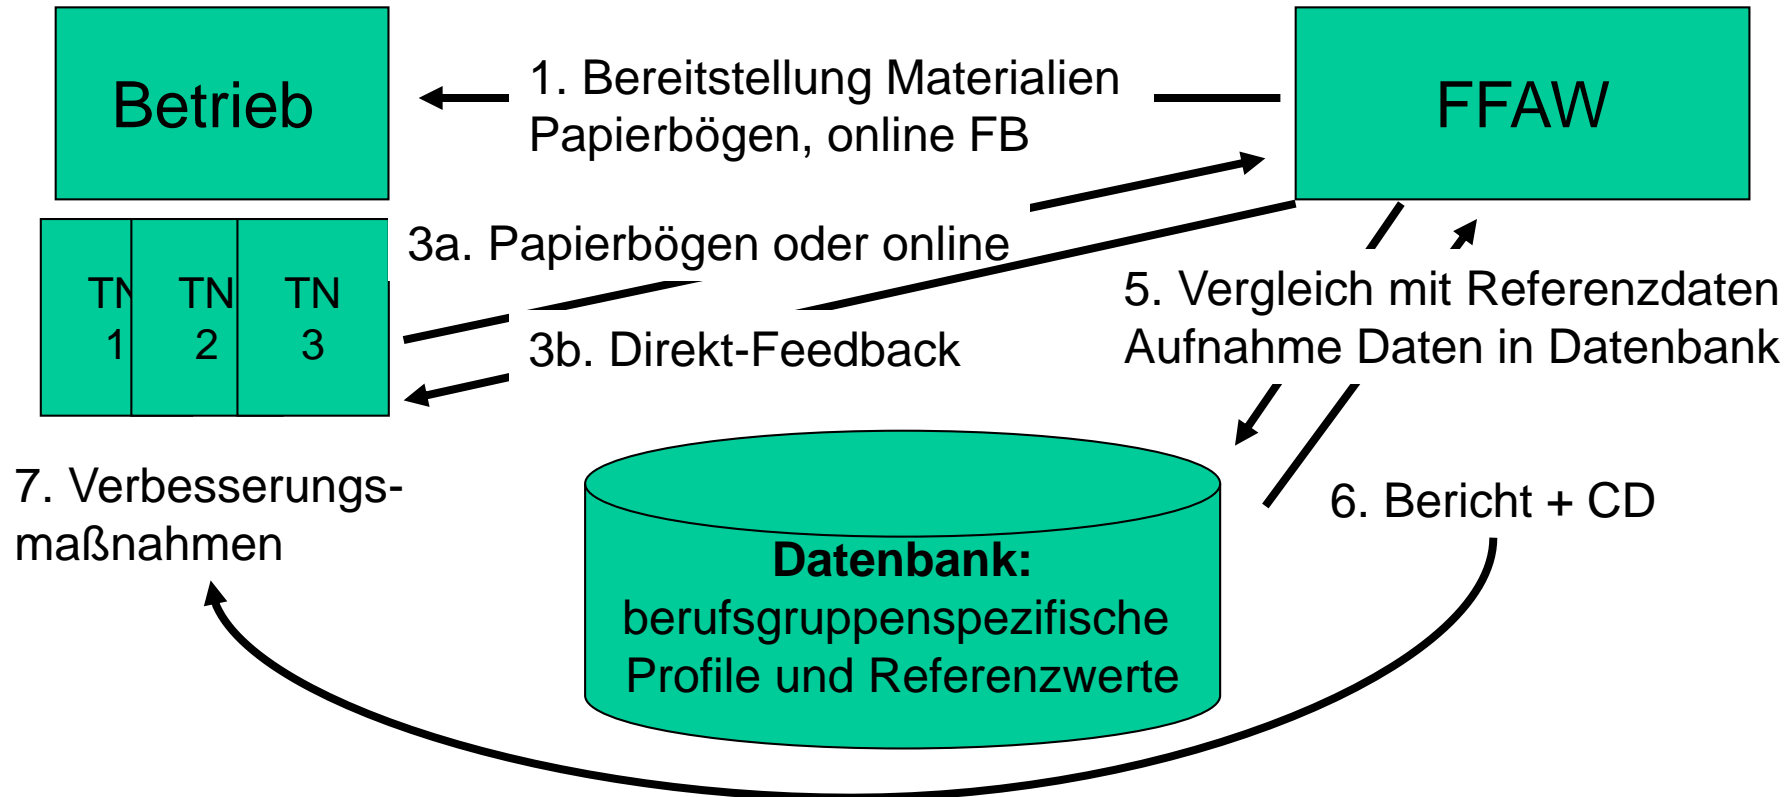 Betrieb
1. Bereitstellung Materialien
Papierbögen, online FB
FFAW
3a. Papierbögen oder online
TN
1
TN
2
TN
3
3b. Direkt-Feedback
5. Vergleich mit Referenzdaten
Aufnahme Daten in Datenbank
7. Verbesserungs-
maßnahmen
6. Bericht + CD
Datenbank:
berufsgruppenspezifische
Profile und Referenzwerte